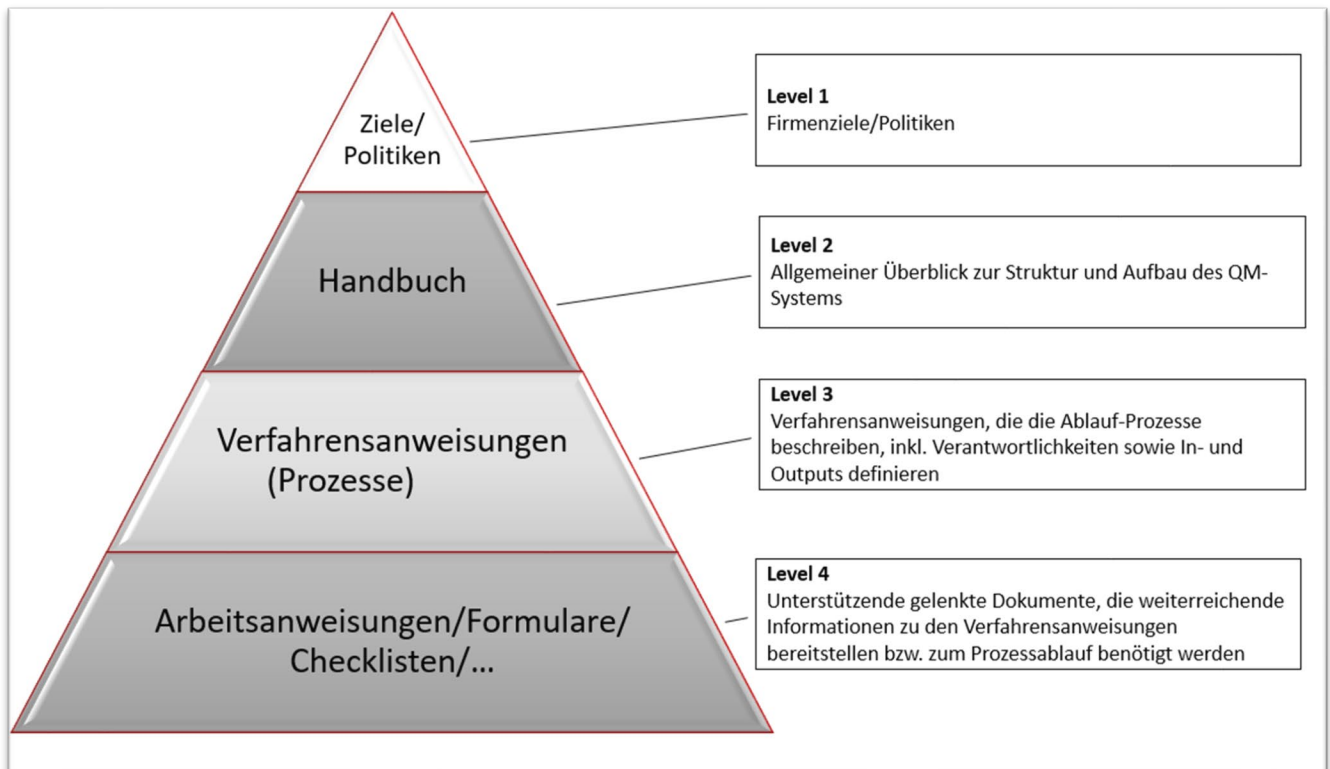 Ziele/
Politiken
Handbuch
Verfahrensanweisungen
(Prozesse)
Arbeitsanweisungen/Formulare/
Checklisten/...
Level 1
Firmenziele/Politiken
Level 2
Allgemeiner Überblick zur Struktur und Aufbau des QM-
Systems
Level 3
Verfahrensanweisungen, die die Ablauf-Prozesse
beschreiben, inkl. Verantwortlichkeiten sowie In- und
Outputs definieren
Level 4
Unterstützende gelenkte Dokumente, die weiterreichende
Informationen zu den Verfahrensanweisungen
bereitstellen bzw. zum Prozessablauf benötigt werden